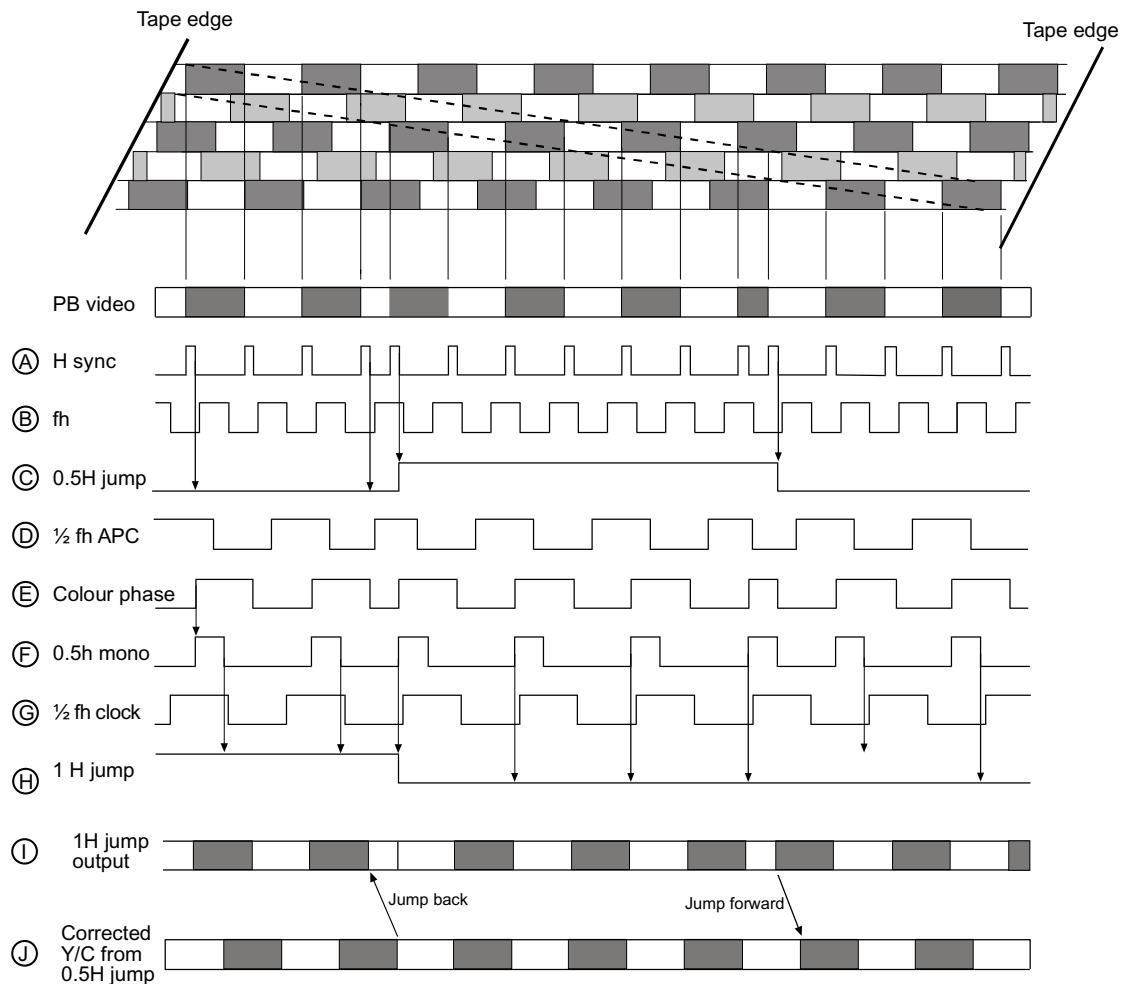 Tape edge
Tape edge
PB video
A H sync
B fh
C 0.5H jump
D ½ fh APC
E Colour phase
F 0.5h mono
G ½ fh clock
H 1 H jump
I 1H jump
output
Jump back
Jump forward
J Corrected
Y/C from
0.5H jump